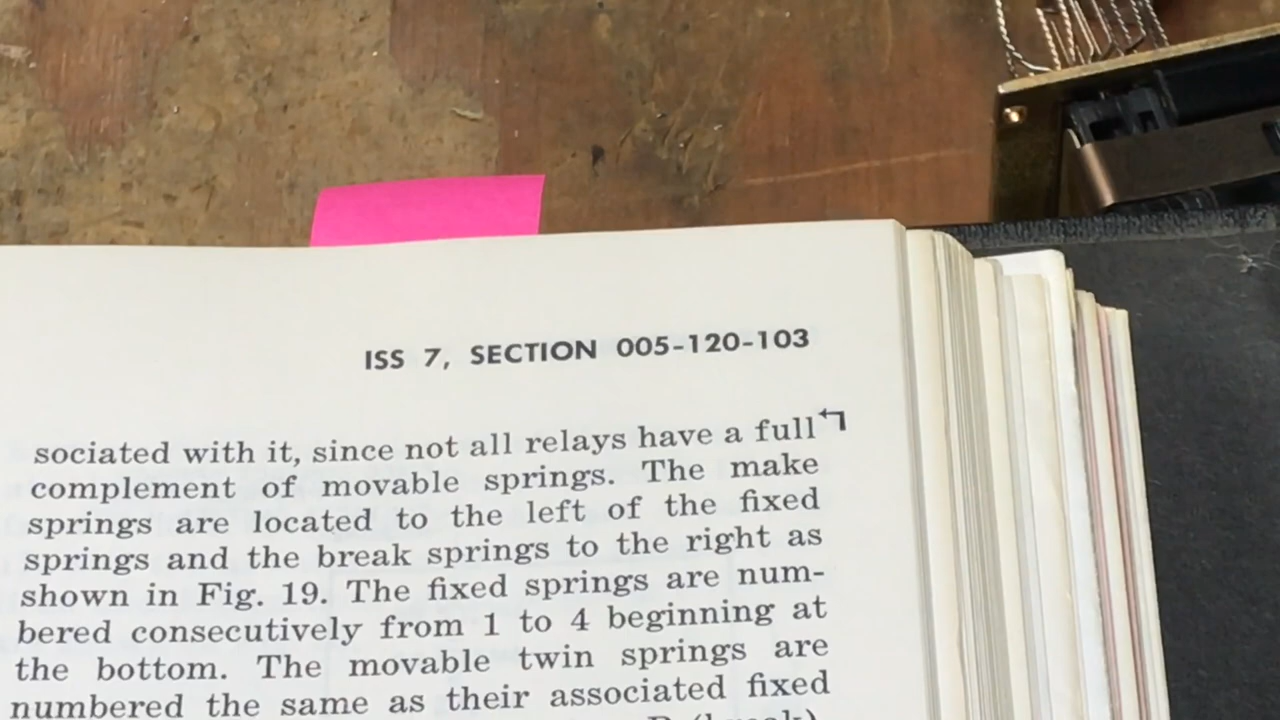 ISS 7, SECTION 005-120-103
sociated with it, since not all relays have a full
complement of movable springs. The make
springs are located to the left of the fixed
springs and the break springs to the right as
shown in Fig. 19. The fixed springs are num-
bered consecutively from 1 to 4 beginning at
the bottom. The movable twin springs are
numbered the same as their associated fixed